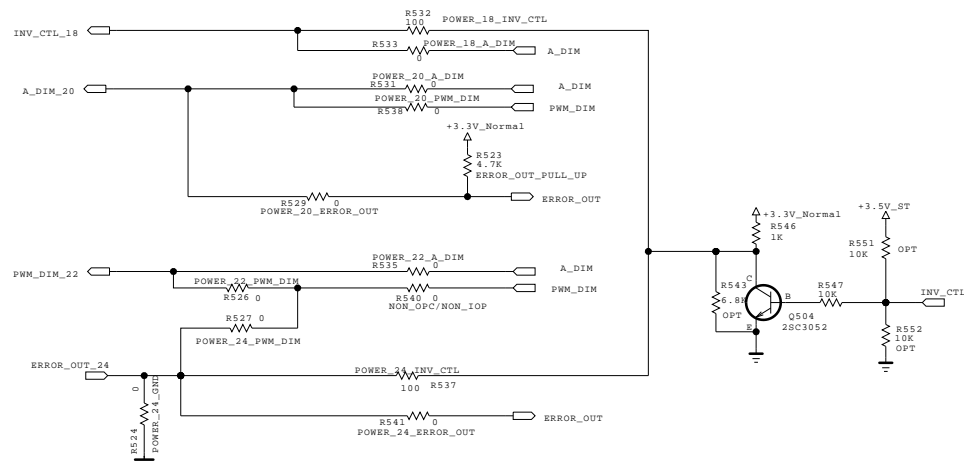 R532
100
POWER_18_INV_CTL
INV_CTL_18
R533
POWER_18_A_DIM
0
A_DIM
POWER_20_A_DIM
R531
0
A_DIM
A_DIM_20
POWER_20_PWM_DIM
R538
0
PWM_DIM
+3.3V_Normal
R523
4.7K
ERROR_OUT_PULL_UP
R529
0
ERROR_OUT
POWER_20_ERROR_OUT
+3.3V_Normal
R546
1K
+3.5V_ST
R551
10K
OPT
POWER_22_A_DIM
R535
0
A_DIM
PWM_DIM_22
POWER_22_PWM_DIM
R526
0
R540
0
PWM_DIM
NON_OPC/NON_IOP
R527
0
POWER_24_PWM_DIM
R543
6.8K
OPT
C
B
E
R547
10K
INV_CTL
Q504
2SC3052
R552
10K
OPT
ERROR_OUT_24
POWER_24_INV_CTL
100
R537
0
R524
POWER_24_GND
R541
0
ERROR_OUT
POWER_24_ERROR_OUT